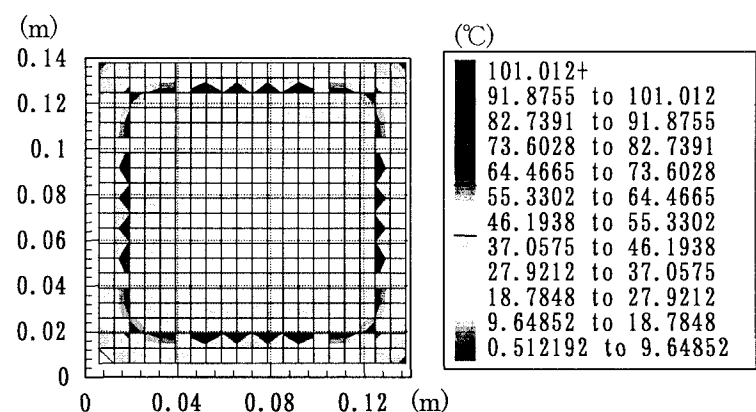 (m)
0.14
0.12
0.1
0.08
0.06
0.04
0.02
0
0 0.04 0.08 0.12 (m)
(℃)
101.012+
91.8755 to 101.012
82.7391 to 91.8755
73.6028 to 82.7391
64.4665 to 73.6028
55.3302 to 64.4665
46.1938 to 55.3302
37.0575 to 46.1938
27.9212 to 37.0575
18.7848 to 27.9212
9.64852 to 18.7848
0.512192 to 9.64852